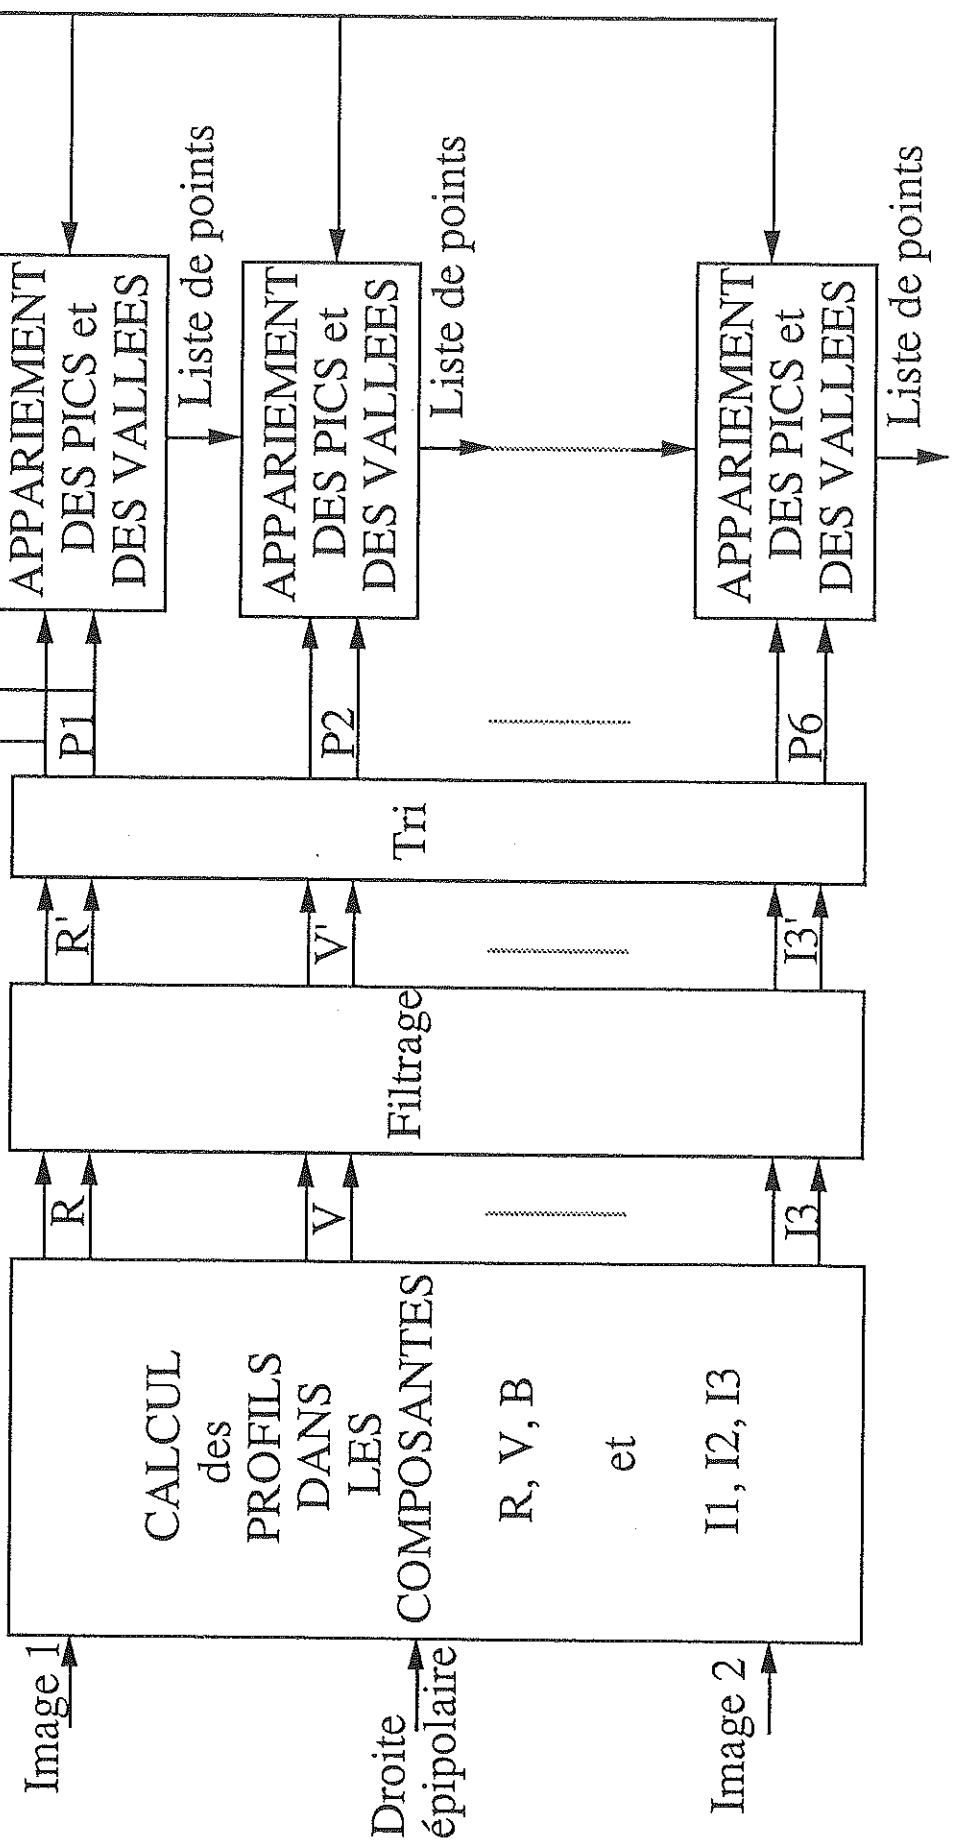 Image 1
Droite
épipolaire
Image 2
CALCUL
des
PROFILS
DANS
LES
COMPOSANTES
R, V, B
et
I1, I2, I3
R
V
I3
Filtrage
R'
V'
I3'
Tri
P1
P2
P6
APPARIEMENT
DES PICS et
DES VALLEES
Liste de points
APPARIEMENT
DES PICS et
DES VALLEES
Liste de points
APPARIEMENT
DES PICS et
DES VALLEES
Liste de points